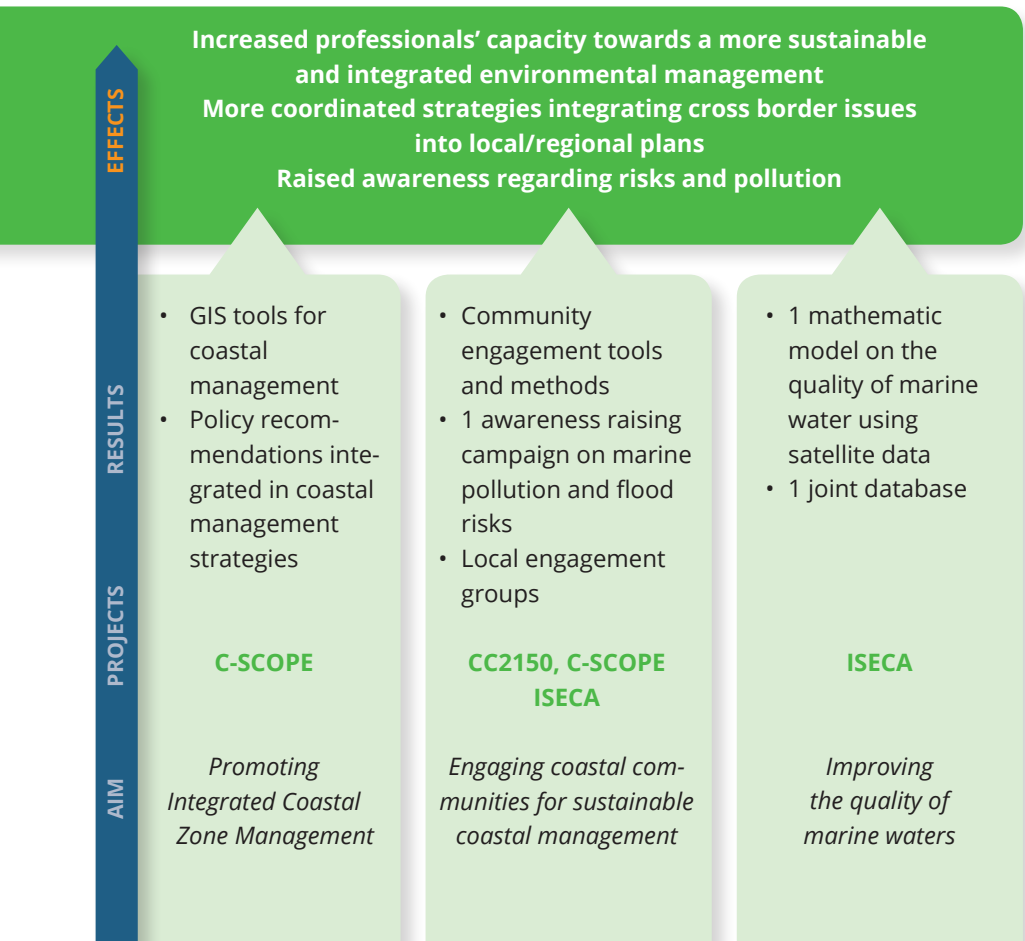 Increased professionals’ capacity towards a more sustainable
and integrated environmental management
More coordinated strategies integrating cross border issues
into local/regional plans
Raised awareness regarding risks and pollution
EFFECTS
RESULTS
• GIS tools for
coastal
management
• Policy recom-
mendations inte-
grated in coastal
management
strategies
• Community
engagement tools
and methods
• 1 awareness raising
campaign on marine
pollution and flood
risks
• Local engagement
groups
• 1 mathematic
model on the
quality of marine
water using
satellite data
• 1 joint database
PROJECTS
C-SCOPE
CC2150, C-SCOPE
ISECA
ISECA
AIM
Promoting
Integrated Coastal
Zone Management
Engaging coastal com-
munities for sustainable
coastal management
Improving
the quality of
marine waters